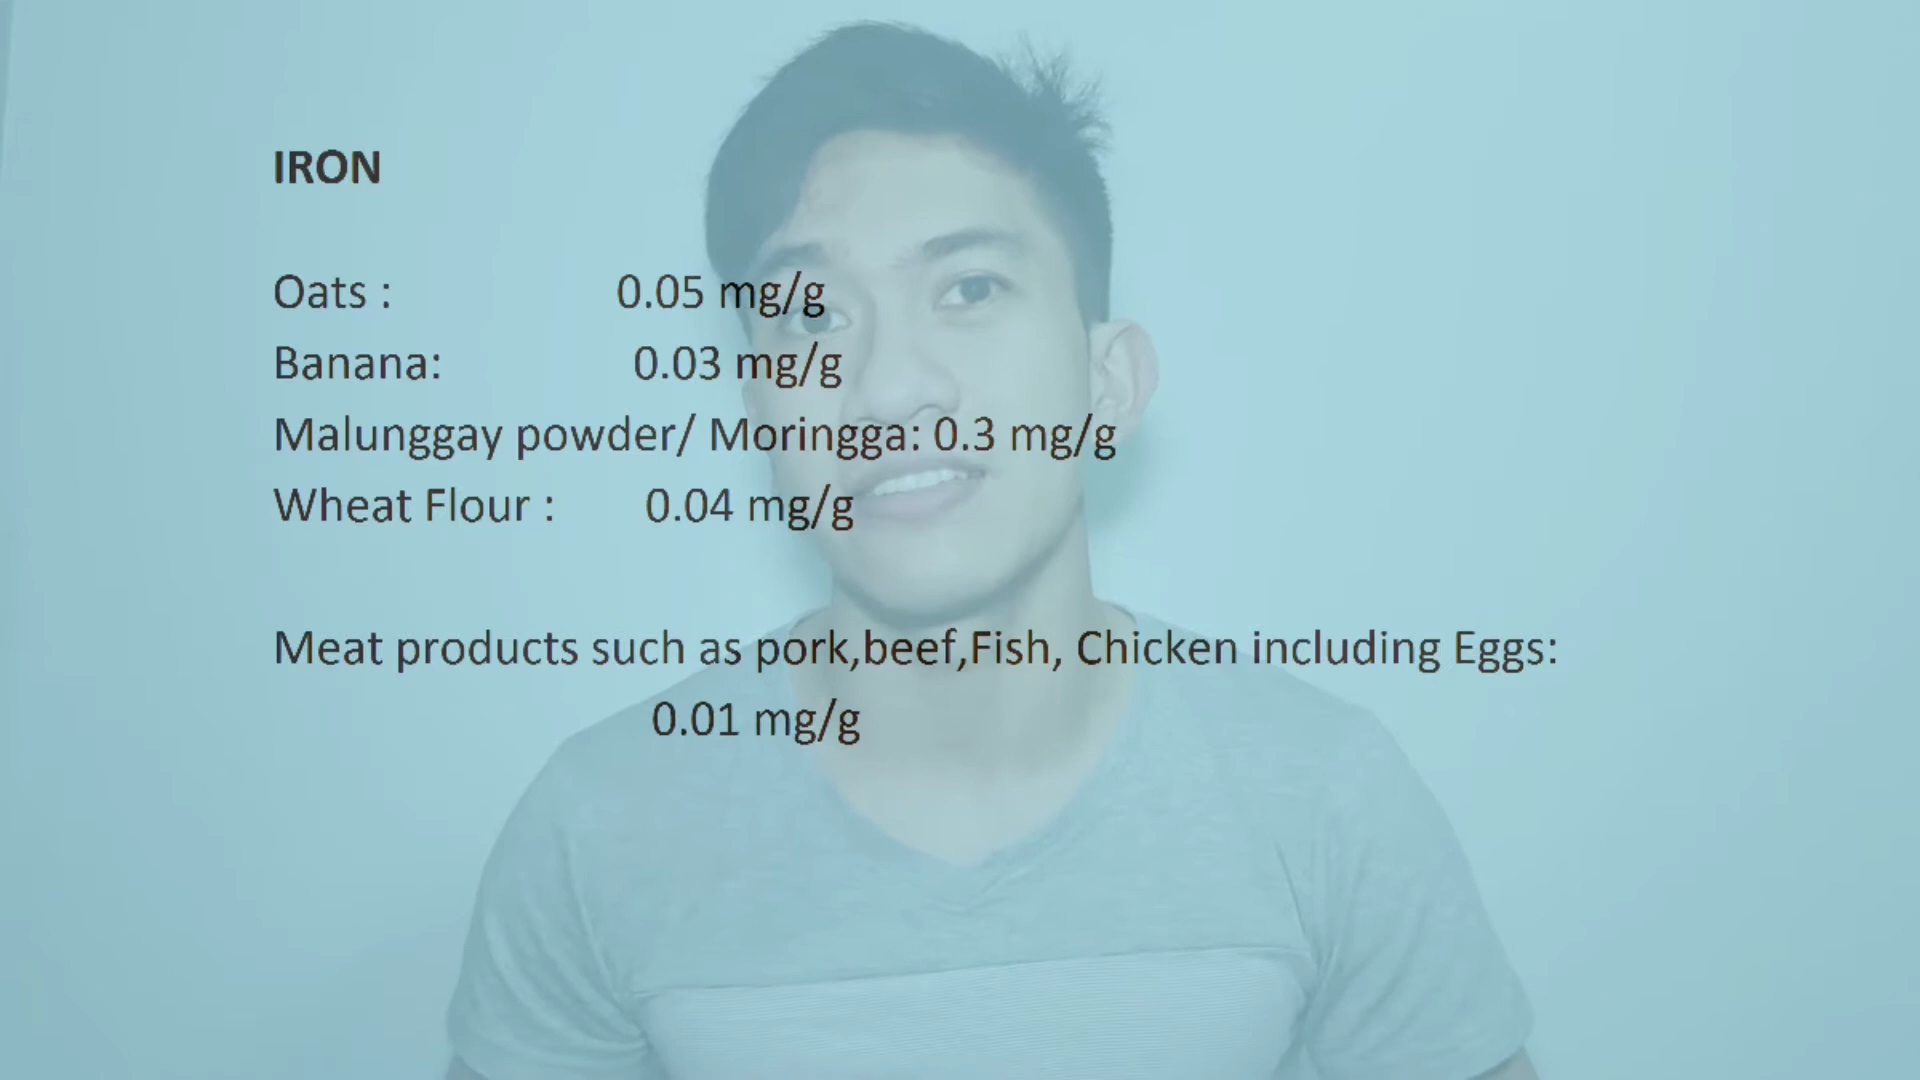 IRON
Oats : 0.05 mg/g
Banana: 0.03 mg/g
Malunggay powder/ Moringga: 0.3 mg/g
Wheat Flour : 0.04 mg/g
Meat products such as pork,beef,Fish, Chicken including Eggs:
0.01 mg/g